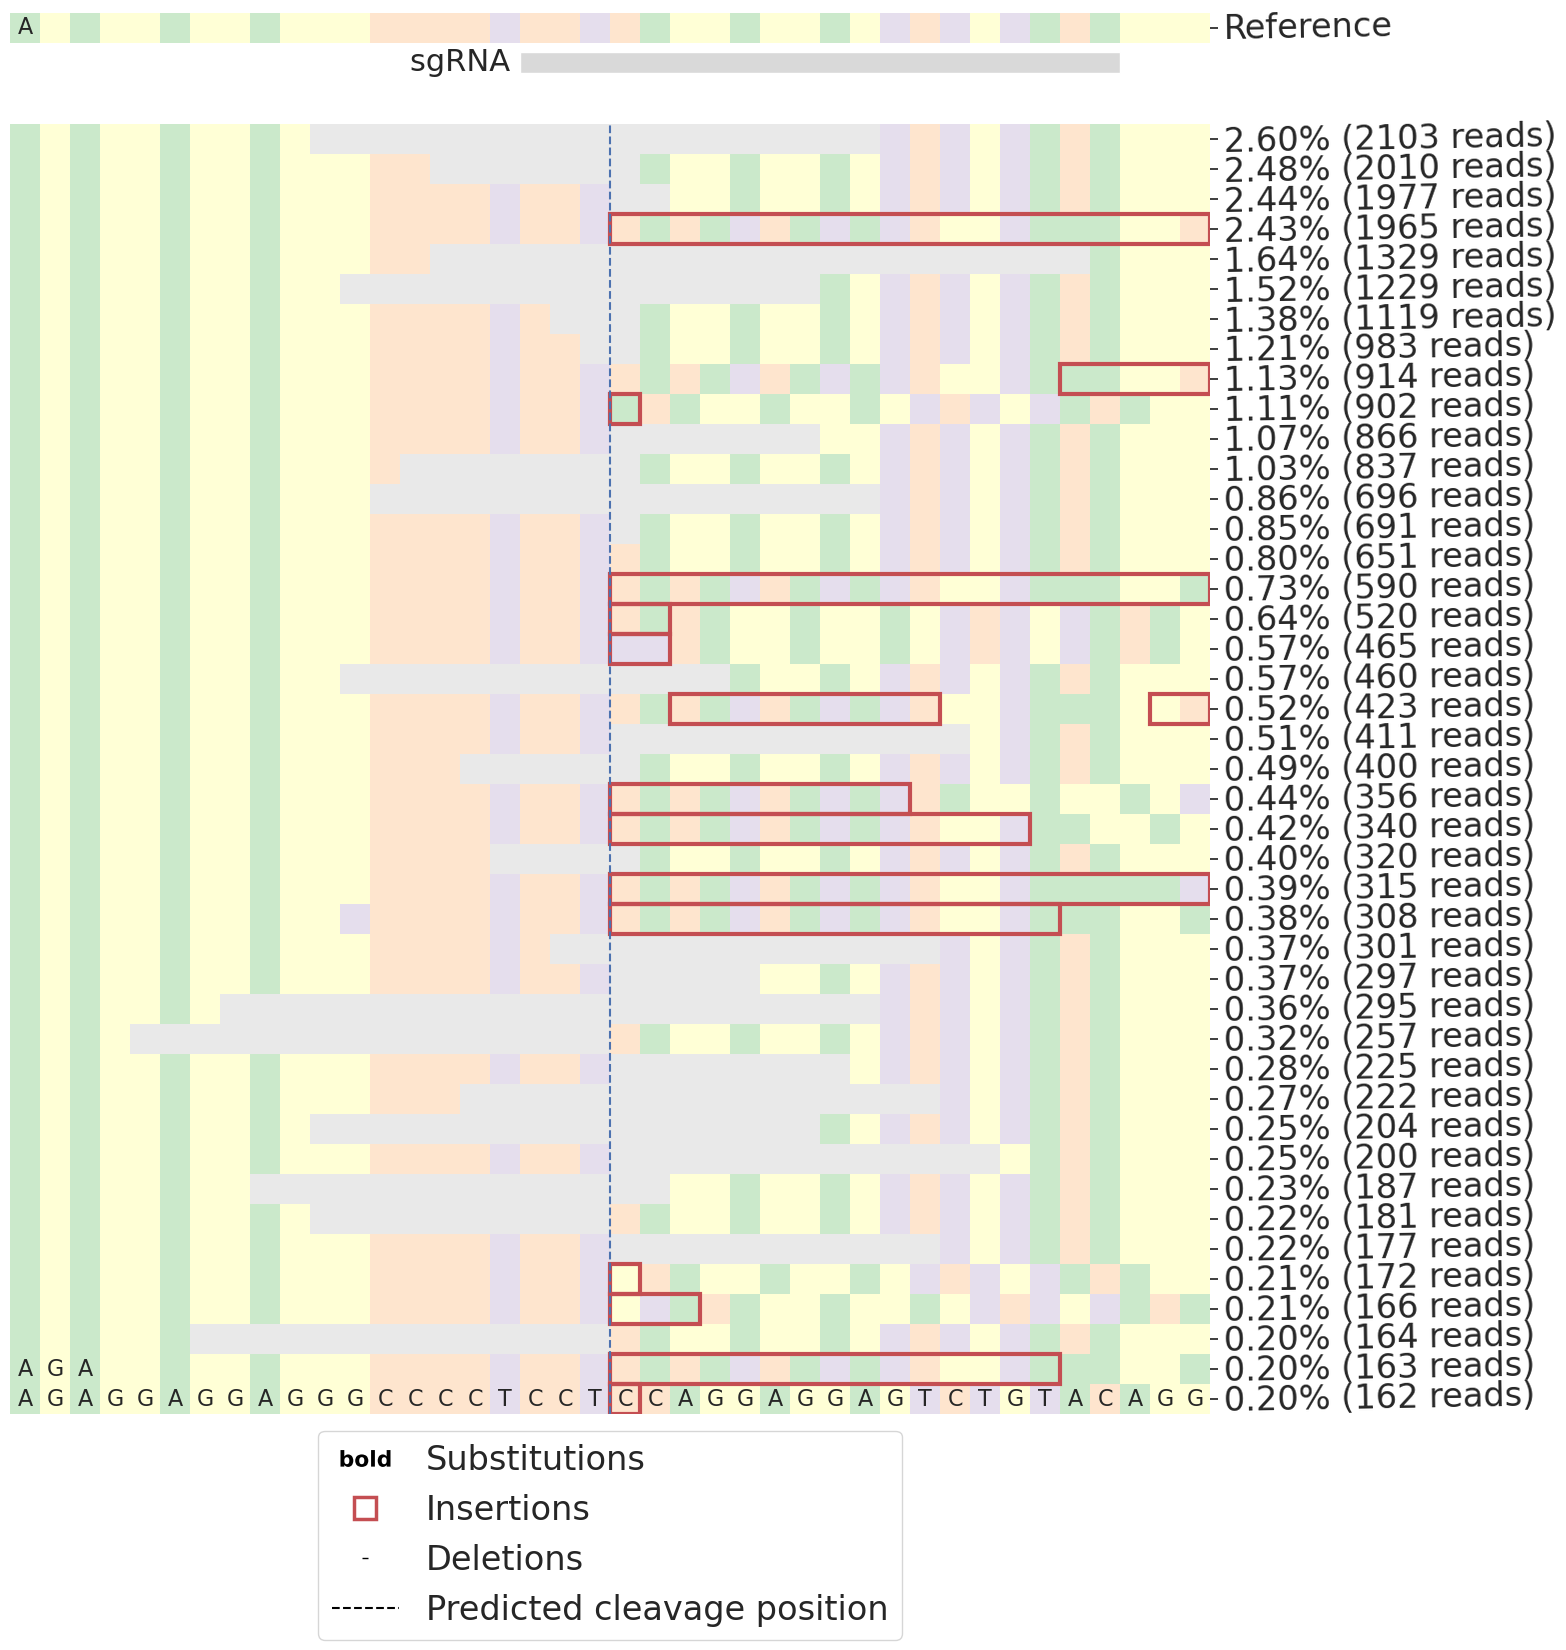 A Reference
sgRNA
2.60% (2103 reads)
2.48% (2010 reads)
2.44% (1977 reads)
2.43% (1965 reads)
1.64% (1329 reads)
1.52% (1229 reads)
1.38% (1119 reads)
1.21% (983 reads)
1.13% (914 reads)
1.11% (902 reads)
1.07% (866 reads)
1.03% (837 reads)
0.86% (696 reads)
0.85% (691 reads)
0.80% (651 reads)
0.73% (590 reads)
0.64% (520 reads)
0.57% (465 reads)
0.57% (460 reads)
0.52% (423 reads)
0.51% (411 reads)
0.49% (400 reads)
0.44% (356 reads)
0.42% (340 reads)
0.40% (320 reads)
0.39% (315 reads)
0.38% (308 reads)
0.37% (301 reads)
0.37% (297 reads)
0.36% (295 reads)
0.32% (257 reads)
0.28% (225 reads)
0.27% (222 reads)
0.25% (204 reads)
0.25% (200 reads)
0.23% (187 reads)
0.22% (181 reads)
0.22% (177 reads)
0.21% (172 reads)
0.21% (166 reads)
0.20% (164 reads)
A G A 0.20% (163 reads)
A G A G G A G G A G G G C C C C T C C T C C A G G A G G A G T C T G T A C A G G 0.20% (162 reads)
bold Substitutions
Insertions
- Deletions
Predicted cleavage position